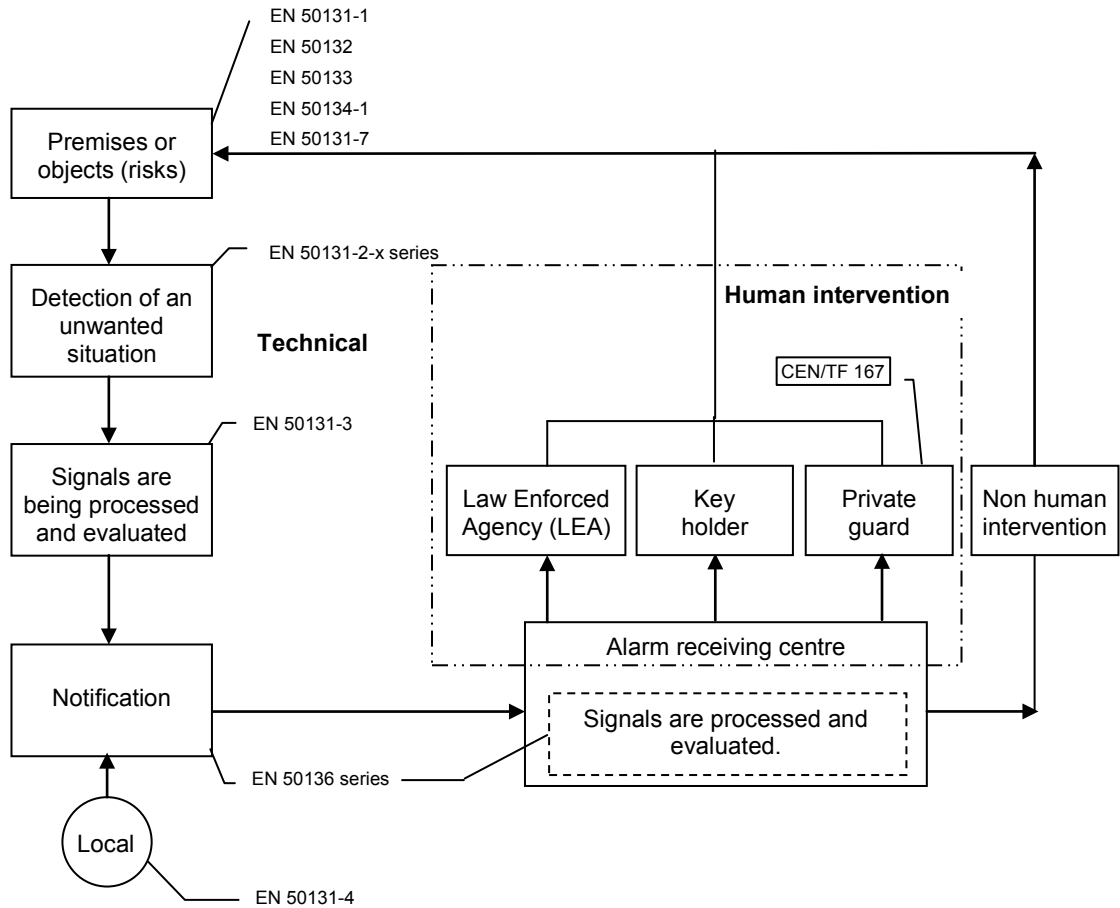 EN 50131-1
EN 50132
EN 50133
EN 50134-1
EN 50131-7
Premises or
objects (risks)
EN 50131-2-x series
Detection of an
unwanted
situation
Technical
Human intervention
CEN/TF 167
EN 50131-3
Signals are
being processed
and evaluated
Law Enforced
Agency (LEA)
Key
holder
Private
guard
Non human
intervention
Alarm receiving centre
Notification
Signals are processed and
evaluated.
EN 50136 series
Local
EN 50131-4